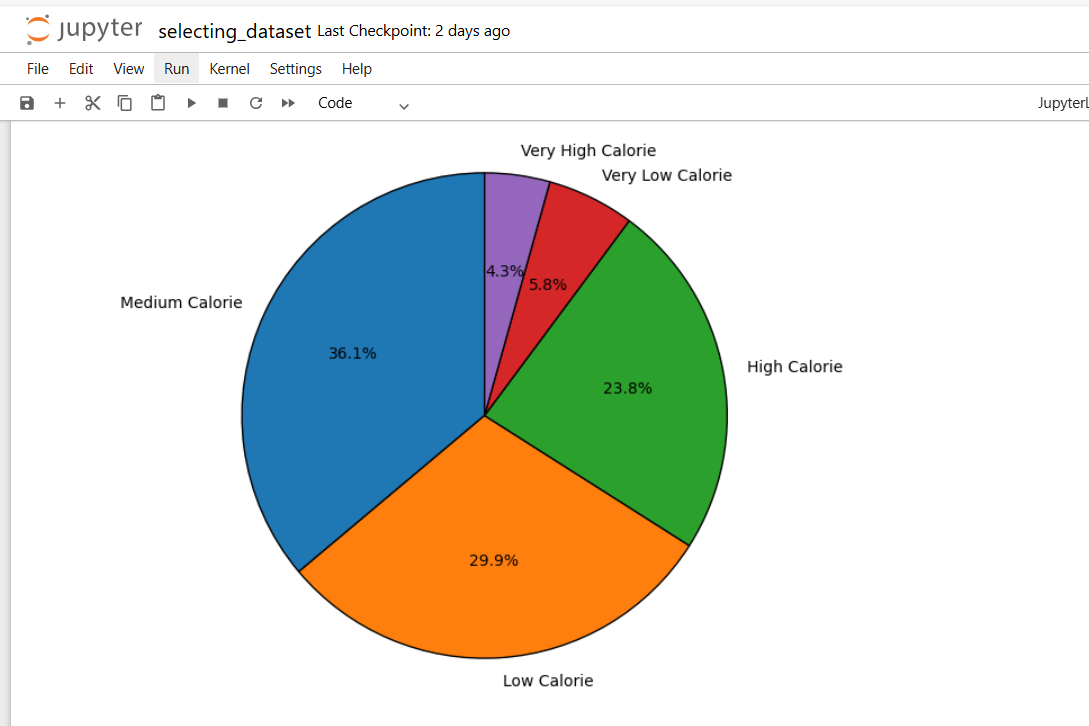 jupyter selecting_dataset Last Checkpoint: 2 days ago
File Edit View Run Kernel Settings Help
Code JupyterL
Very High Calorie
Very Low Calorie
4.3%
5.8%
Medium Calorie
36.1%
High Calorie
23.8%
29.9%
Low Calorie